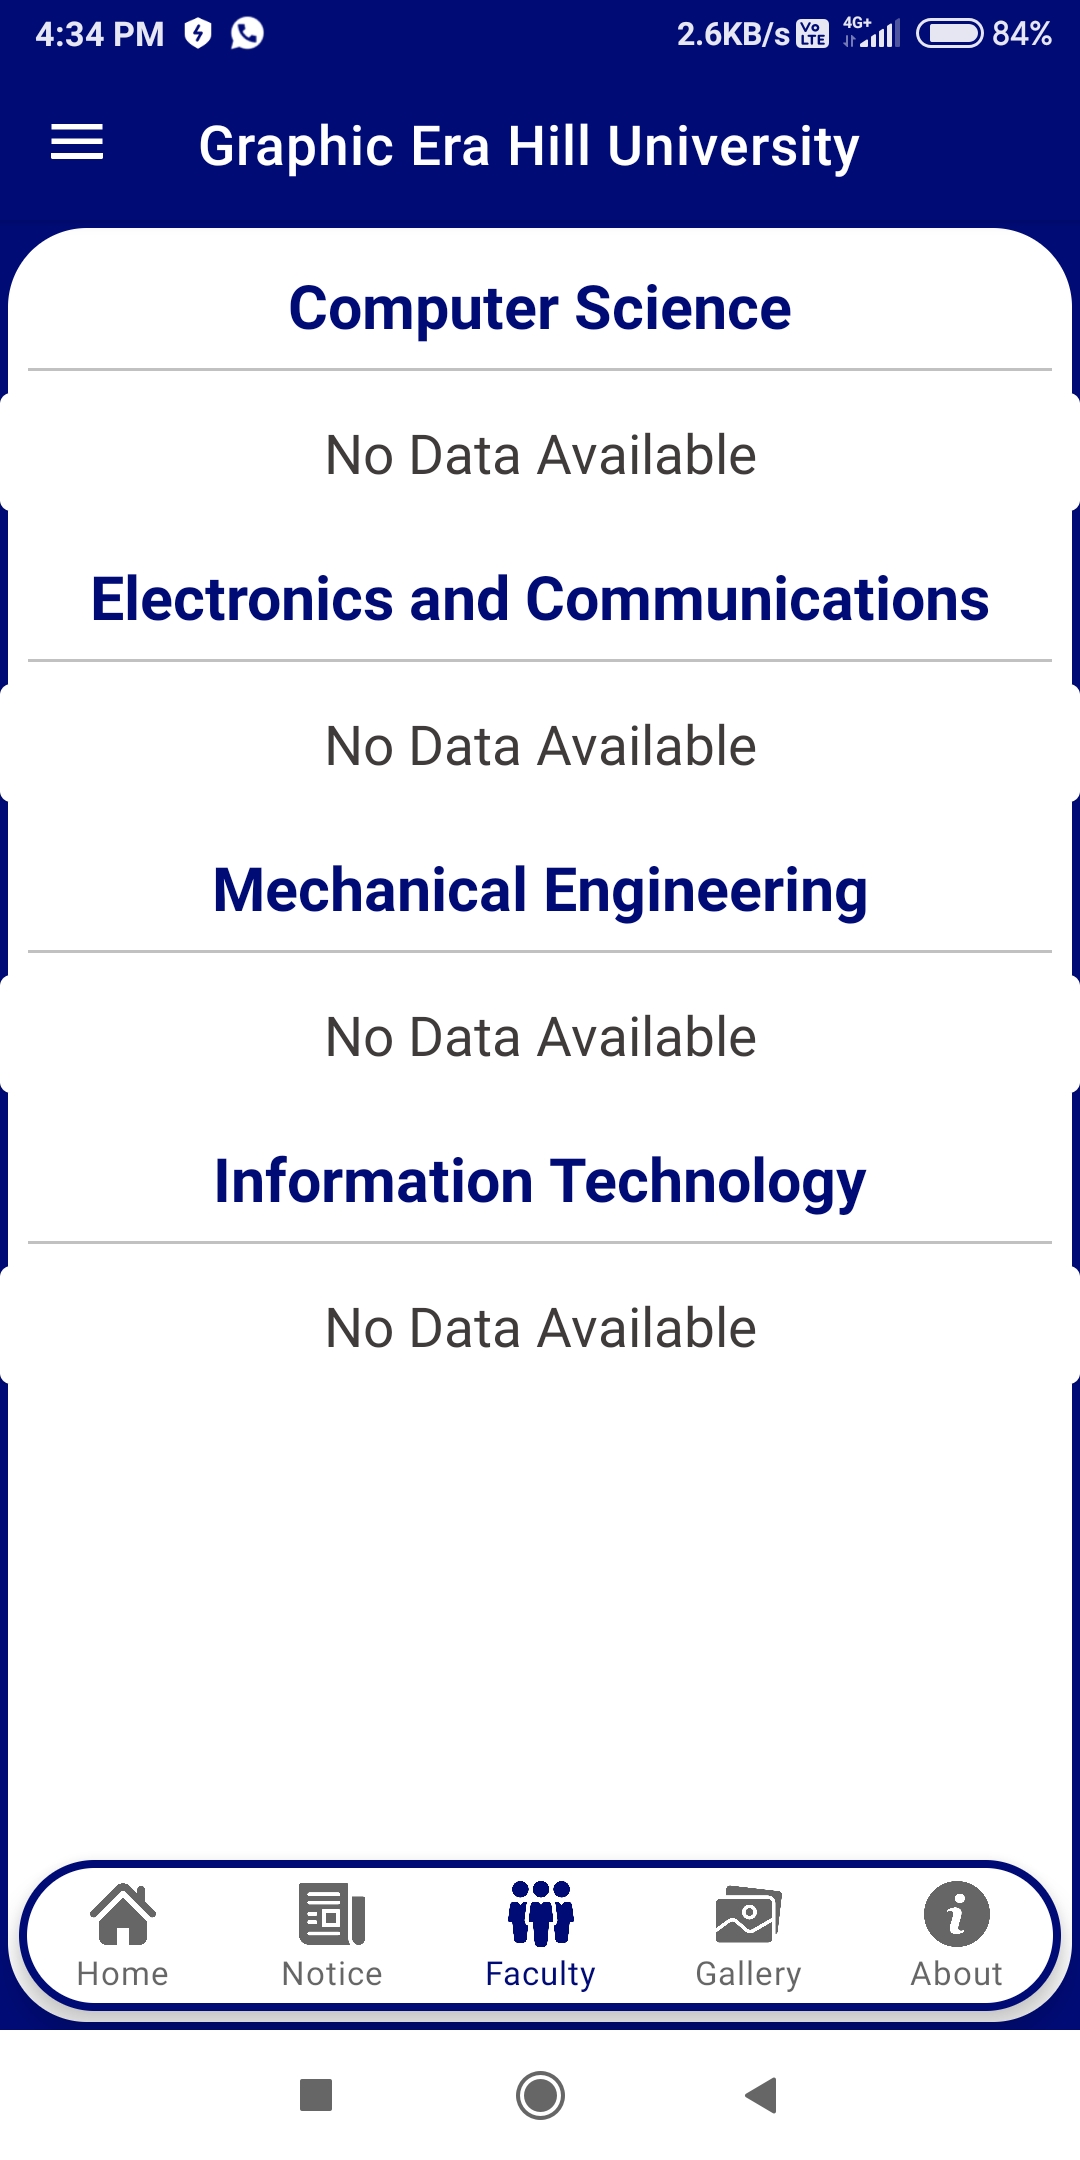 4:34 PM 2.6KB/s Vo LTE 4G+ 84%
Graphic Era Hill University
Computer Science
No Data Available
Electronics and Communications
No Data Available
Mechanical Engineering
No Data Available
Information Technology
No Data Available
Home Notice Faculty Gallery About